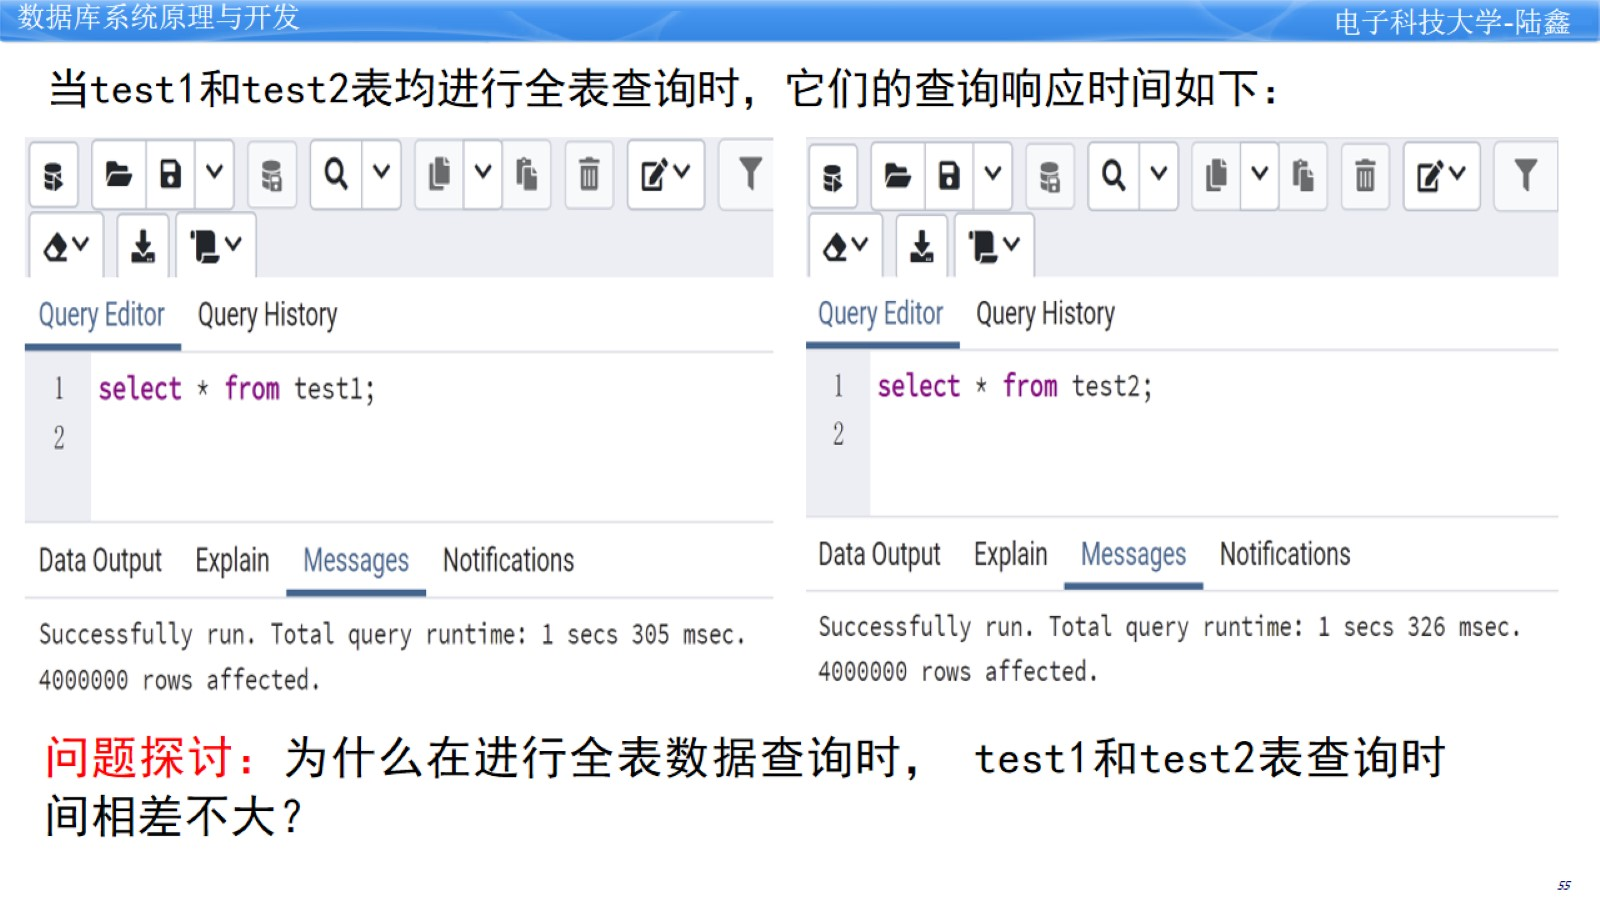 数据库系统原理与开发
电子科技大学-陆鑫
当test1和test2表均进行全表查询时，它们的查询响应时间如下：
Query Editor Query History
1 select * from test1;
2
Data Output Explain Messages Notifications
Successfully run. Total query runtime: 1 secs 305 msec.
4000000 rows affected.
Query Editor Query History
1 select * from test2;
2
Data Output Explain Messages Notifications
Successfully run. Total query runtime: 1 secs 326 msec.
4000000 rows affected.
问题探讨：为什么在进行全表数据查询时， test1和test2表查询时
间相差不大？
55